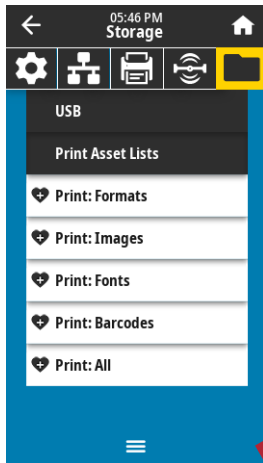 05:46 PM
Storage
USB
Print Asset Lists
Print: Formats
Print: Images
Print: Fonts
Print: Barcodes
Print: All